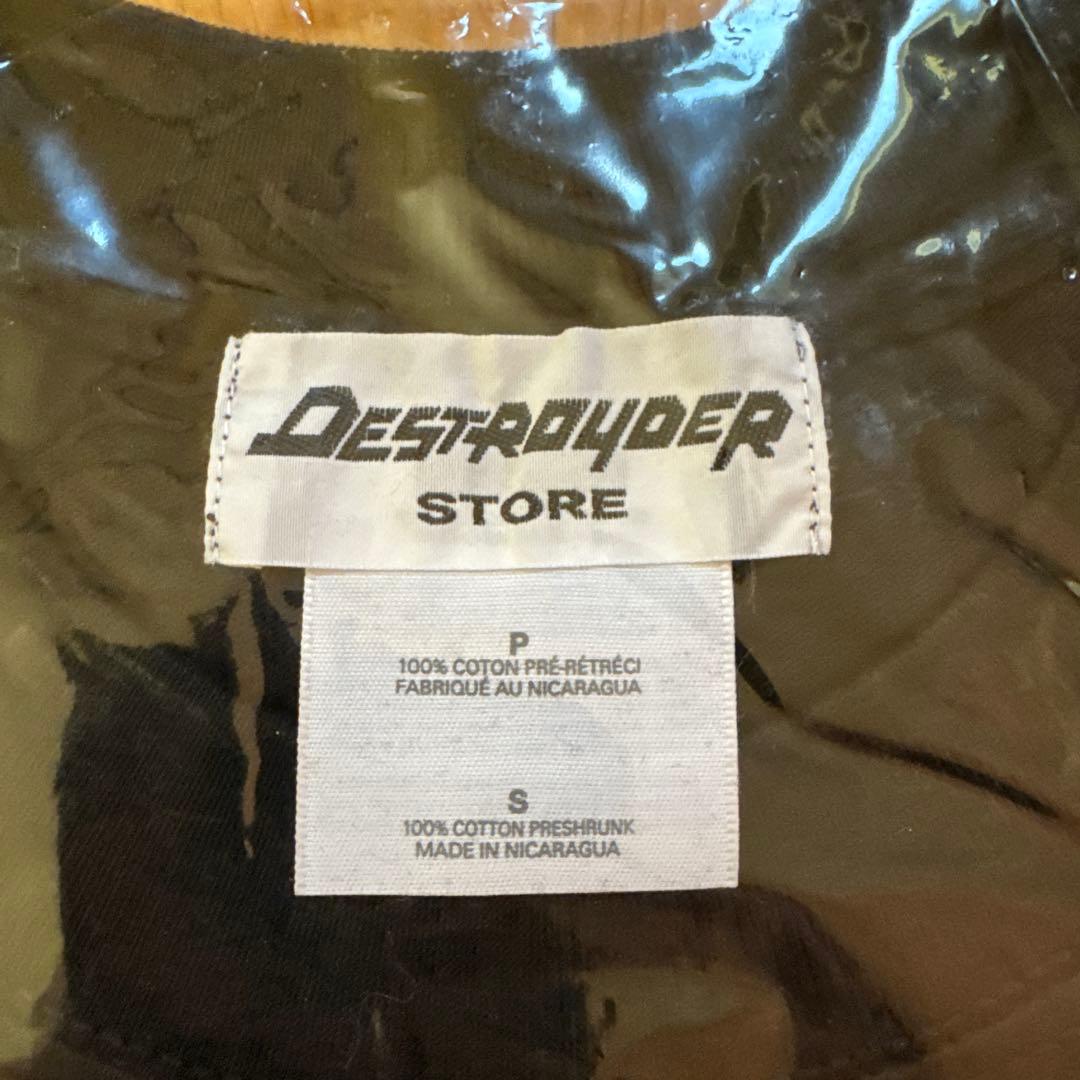 DESTROYDER
STORE
P
100% COTON PRÉ-RÉTRÉCI
FABRIQUÉ AU NICARAGUA
S
100% COTTON PRESHRUNK
MADE IN NICARAGUA